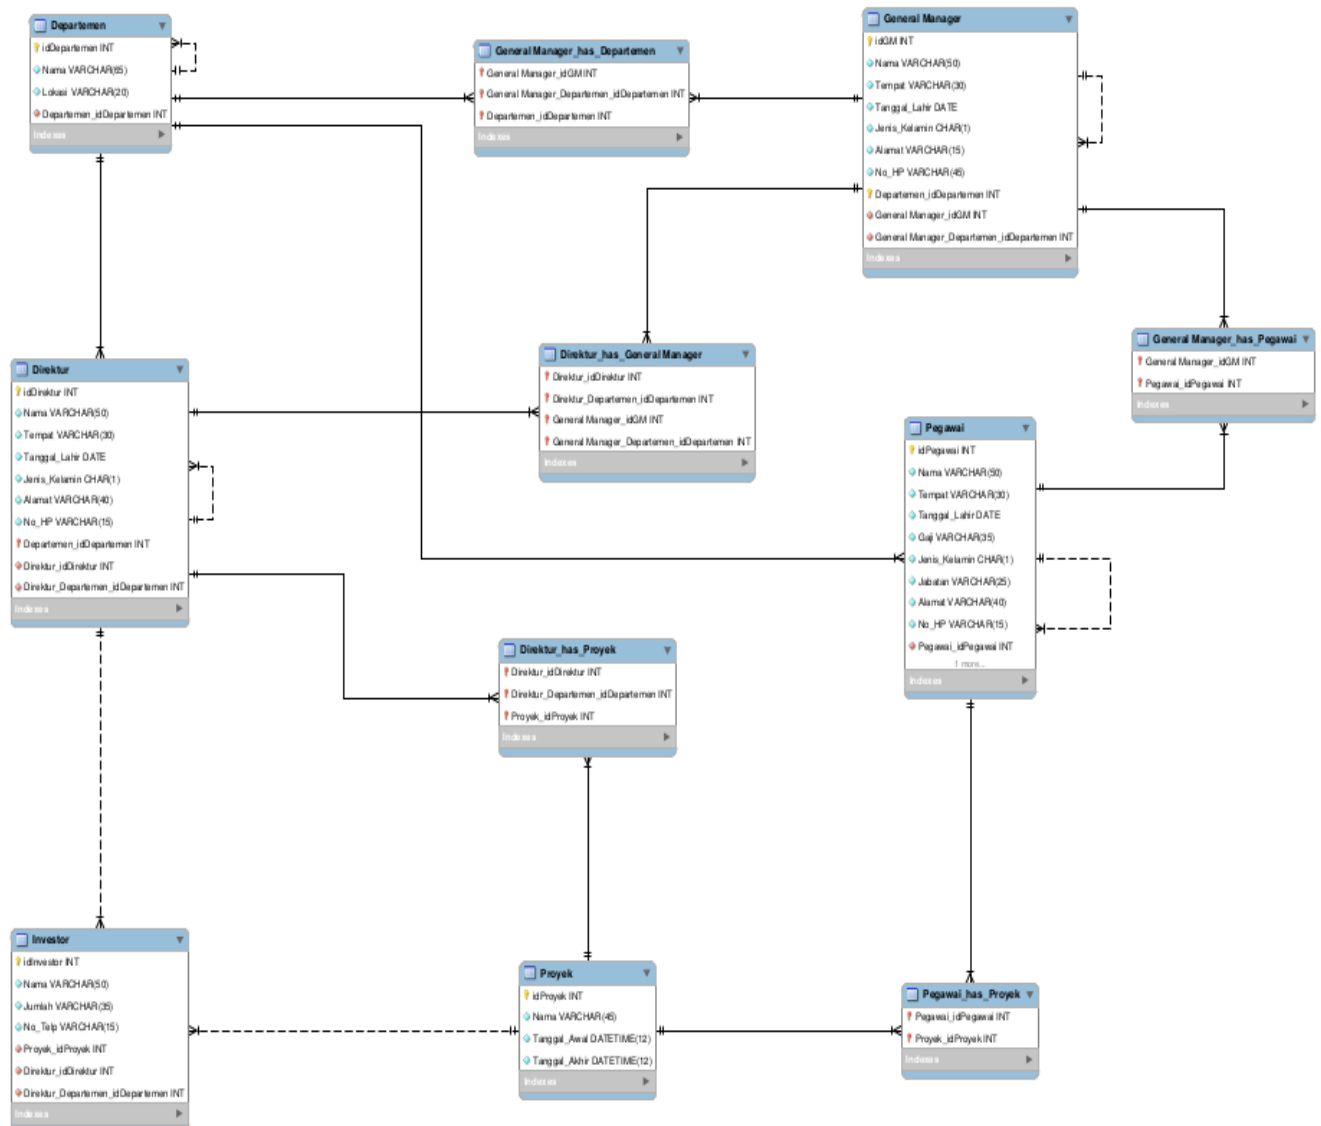 Departemen
idDepartemen INT
Nama VARCHAR(65)
Lokasi VARCHAR(20)
Departemen_idDepartemen INT
Indexes
General Manager_has_Departemen
General Manager_idGM INT
General Manager_Departemen_idDepartemen INT
Departemen_idDepartemen INT
Indexes
General Manager
idGM INT
Nama VARCHAR(50)
Tempat VARCHAR(30)
Tanggal_Lahir DATE
Jenis_Kelamin CHAR(1)
Alamat VARCHAR(15)
No_HP VARCHAR(45)
Departemen_idDepartemen INT
General Manager_idGM INT
General Manager_Departemen_idDepartemen INT
Indexes
Direktur
idDirektur INT
Nama VARCHAR(50)
Tempat VARCHAR(30)
Tanggal_Lahir DATE
Jenis_Kelamin CHAR(1)
Alamat VARCHAR(40)
No_HP VARCHAR(15)
Departemen_idDepartemen INT
Direktur_idDirektur INT
Direktur_Departemen_idDepartemen INT
Indexes
Direktur_has_General Manager
Direktur_idDirektur INT
Direktur_Departemen_idDepartemen INT
General Manager_idGM INT
General Manager_Departemen_idDepartemen INT
Indexes
General Manager_has_Pegawai
General Manager_idGM INT
Pegawai_idPegawai INT
Indexes
Pegawai
idPegawai INT
Nama VARCHAR(50)
Tempat VARCHAR(30)
Tanggal_Lahir DATE
Gaji VARCHAR(35)
Jenis_Kelamin CHAR(1)
Jabatan VARCHAR(25)
Alamat VARCHAR(40)
No_HP VARCHAR(15)
Pegawai_idPegawai INT
1 more...
Indexes
Direktur_has_Proyek
Direktur_idDirektur INT
Direktur_Departemen_idDepartemen INT
Proyek_idProyek INT
Indexes
Investor
idInvestor INT
Nama VARCHAR(50)
Jumlah VARCHAR(35)
No_Telp VARCHAR(15)
Proyek_idProyek INT
Direktur_idDirektur INT
Direktur_Departemen_idDepartemen INT
Indexes
Proyek
idProyek INT
Nama VARCHAR(45)
Tanggal_Awal DATETIME(12)
Tanggal_Akhir DATETIME(12)
Indexes
Pegawai_has_Proyek
Pegawai_idPegawai INT
Proyek_idProyek INT
Indexes